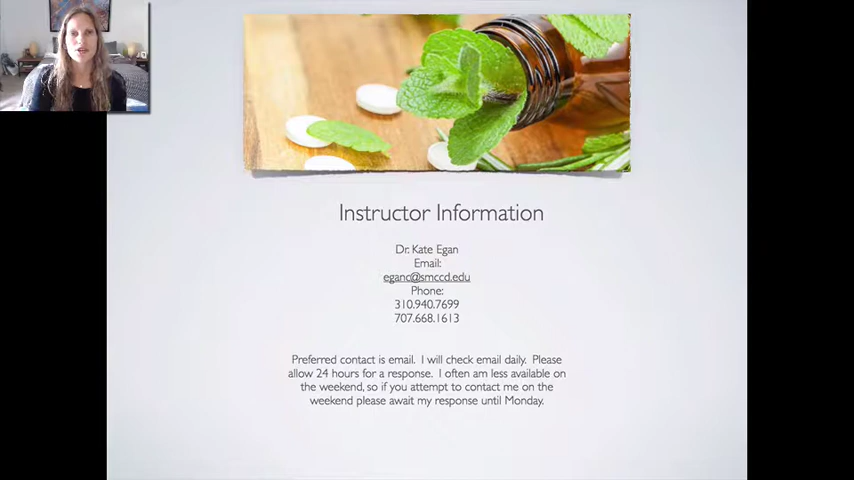 Instructor Information
Dr. Kate Egan
Email:
eganc@smccd.edu
Phone:
310.940.7699
707.668.1613
Preferred contact is email.  I will check email daily.  Please
allow 24 hours for a response.  I often am less available on
the weekend, so if you attempt to contact me on the
weekend please await my response until Monday.